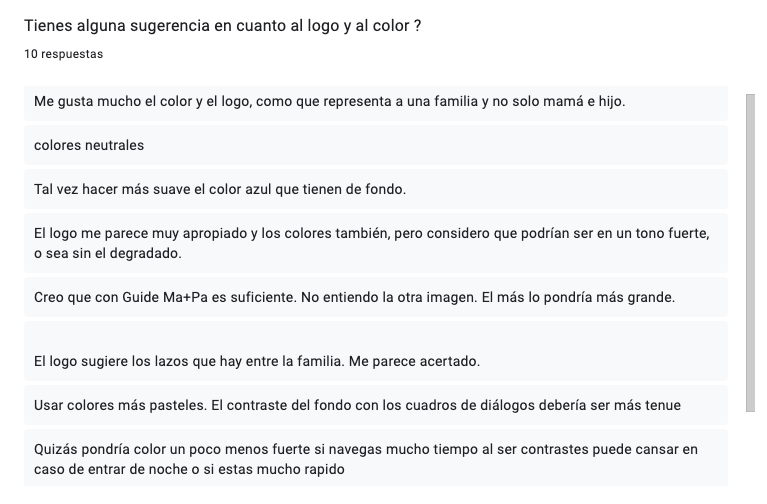 Tienes alguna sugerencia en cuanto al logo y al color ?
10 respuestas
Me gusta mucho el color y el logo, como que representa a una familia y no solo mamá e hijo.
colores neutrales
Tal vez hacer más suave el color azul que tienen de fondo.
El logo me parece muy apropiado y los colores también, pero considero que podrían ser en un tono fuerte,
o sea sin el degradado.
Creo que con Guide Ma+Pa es suficiente. No entiendo la otra imagen. El más lo pondría más grande.
El logo sugiere los lazos que hay entre la familia. Me parece acertado.
Usar colores más pasteles. El contraste del fondo con los cuadros de diálogos debería ser más tenue
Quizás pondría color un poco menos fuerte si navegas mucho tiempo al ser contrastes puede cansar en
caso de entrar de noche o si estas mucho rapido